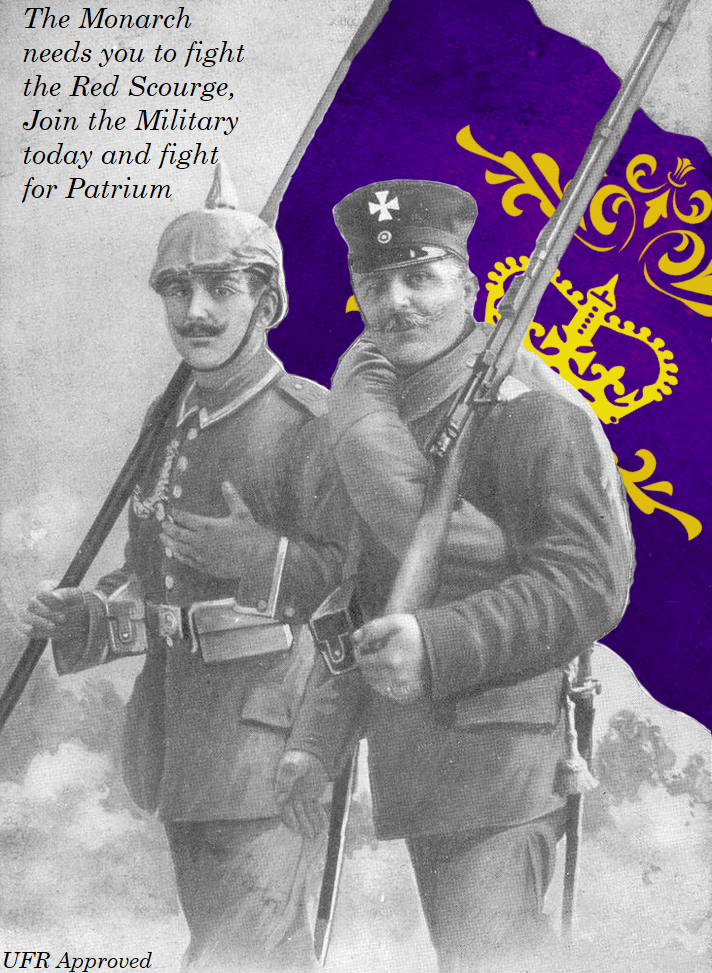 The Monarch
needs you to fight
the Red Scourge,
Join the Military
today and fight
for Patrium
UFR Approved